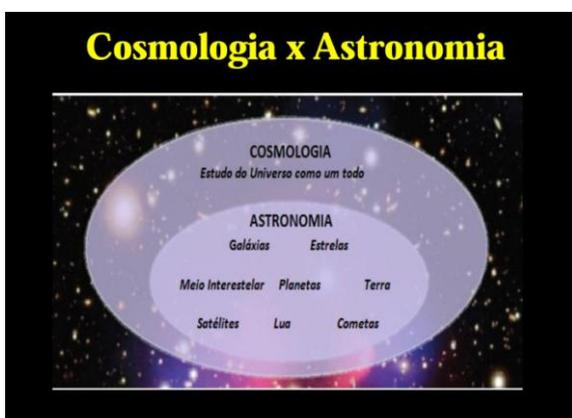 Cosmologia x Astronomia
COSMOLOGIA
Estudo do Universo como um todo
ASTRONOMIA
Galáxias Estrelas
Meio Interestelar Planetas Terra
Satélites Lua Cometas